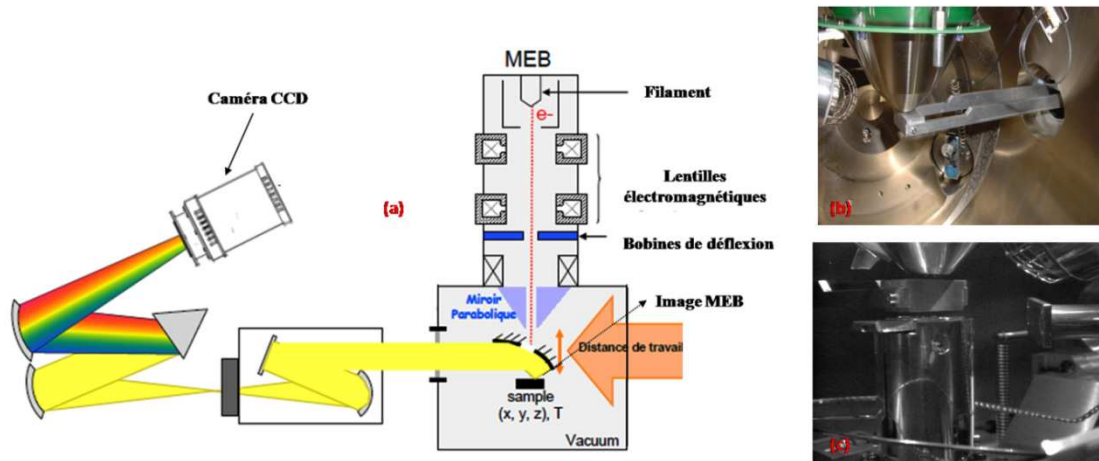 MEB
Caméra CCD
Filament
e-
(a)
Lentilles
électromagnétiques
Bobines de déflexion
Miroir
Parabolique
Image MEB
Distance de travail
sample
(x, y, z), T
Vacuum
(b)
(c)